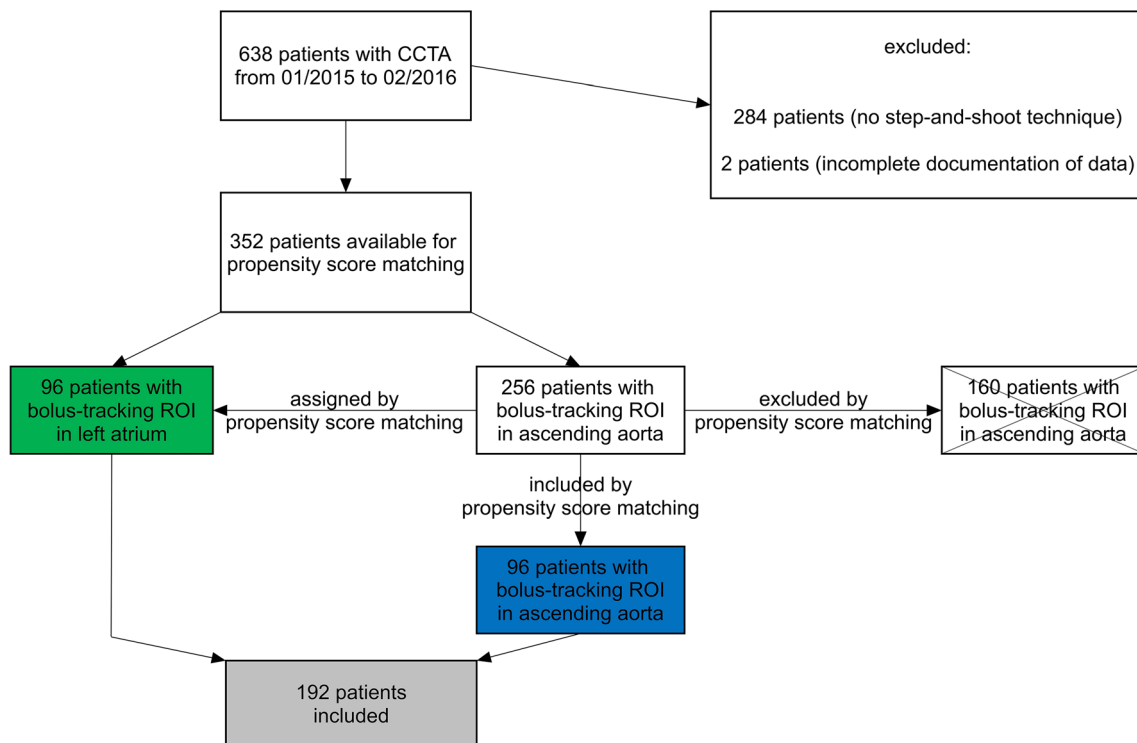 638 patients with CCTA
from 01/2015 to 02/2016
excluded:
284 patients (no step-and-shoot technique)
2 patients (incomplete documentation of data)
352 patients available for
propensity score matching
96 patients with
bolus-tracking ROI
in left atrium
assigned by
propensity score matching
256 patients with
bolus-tracking ROI
in ascending aorta
excluded by
propensity score matching
160 patients with
bolus-tracking ROI
in ascending aorta
included by
propensity score matching
96 patients with
bolus-tracking ROI
in ascending aorta
192 patients
included